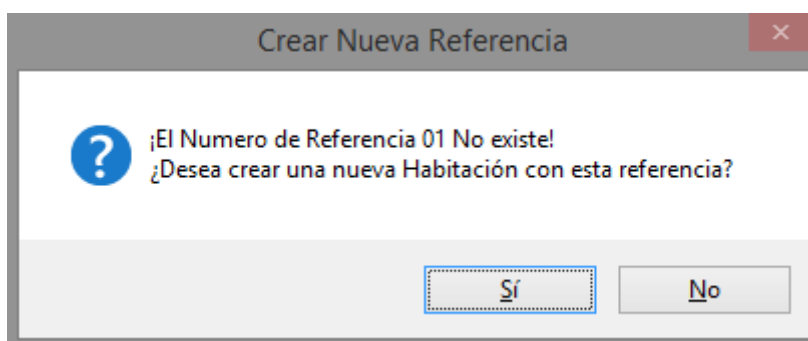 Crear Nueva Referencia
¡El Numero de Referencia 01 No existe!
¿Desea crear una nueva Habitación con esta referencia?
Sí
No